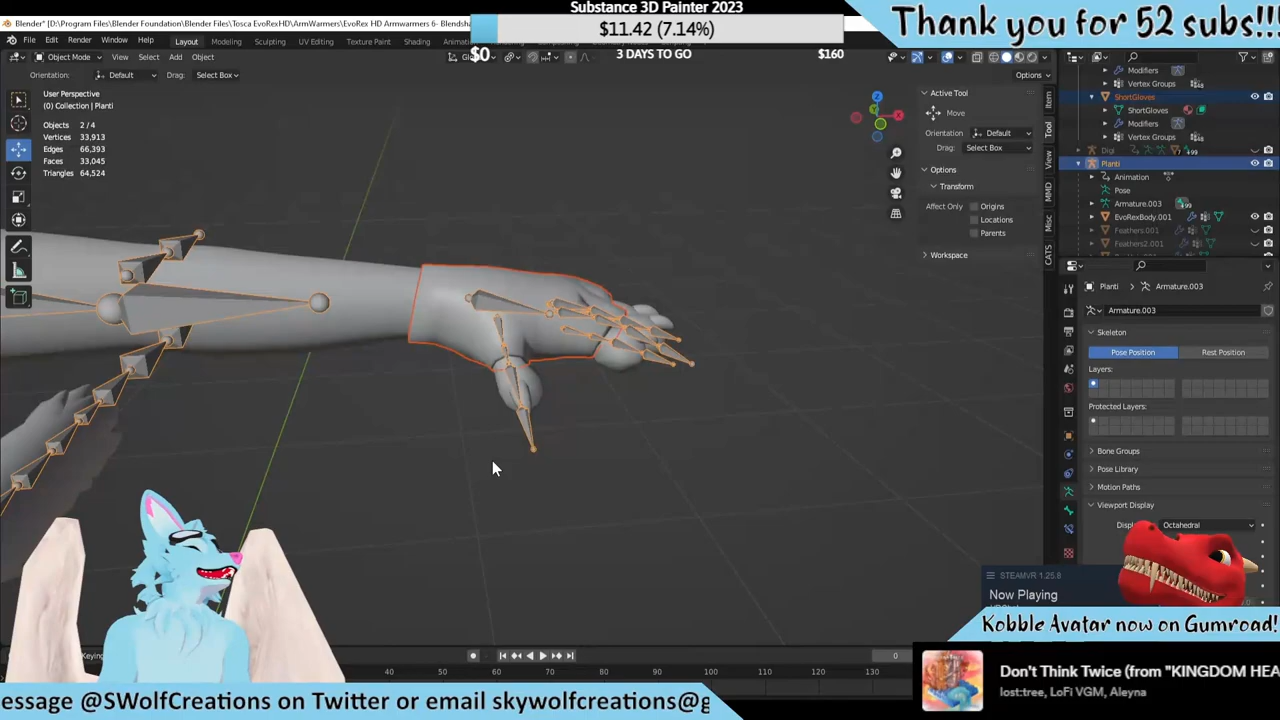 Substance 3D Painter 2023
$11.42 (7.14%)
$0
3 DAYS TO GO
$160
Thank you for 52 subs!!!
Blender* [D:\Program Files\Blender Foundation\Blender Files\Tosca EvoRexHD\ArmWarmers\EvoRex HD Armwarmers 6- Blendsha
File Edit Render Window Help
Layout Modeling Sculpting UV Editing Texture Paint Shading Animation
Object Mode View Select Add Object
Orientation: Default Drag: Select Box
Options
User Perspective
(0) Collection | Planti
Objects 2 / 4
Vertices 33,913
Edges 66,393
Faces 33,045
Triangles 64,524
Active Tool
Move
Orientation Default
Drag: Select Box
Options
Transform
Affect Only Origins
Locations
Parents
Workspace
Item
Tool
View
MMD
Misc
CATS
Modifiers
Vertex Groups
ShortGloves
ShortGloves
Modifiers
Vertex Groups
Digi
Planti
Animation
Pose
Armature.003
EvoRexBody.001
Feathers.001
Feathers2.001
Planti Armature.003
Armature.003
Skeleton
Pose Position Rest Position
Layers:
Protected Layers:
Bone Groups
Pose Library
Motion Paths
Viewport Display
Octahedral
STEAMVR 1.25.8
Now Playing
Kobble Avatar now on Gumroad!
Keying
0
40 50 60 70 80 90 100 110 120 130
Don't Think Twice (from "KINGDOM HEA
lost:tree, LoFi VGM, Aleyna
essage @SWolfCreations on Twitter or email skywolfcreations@g